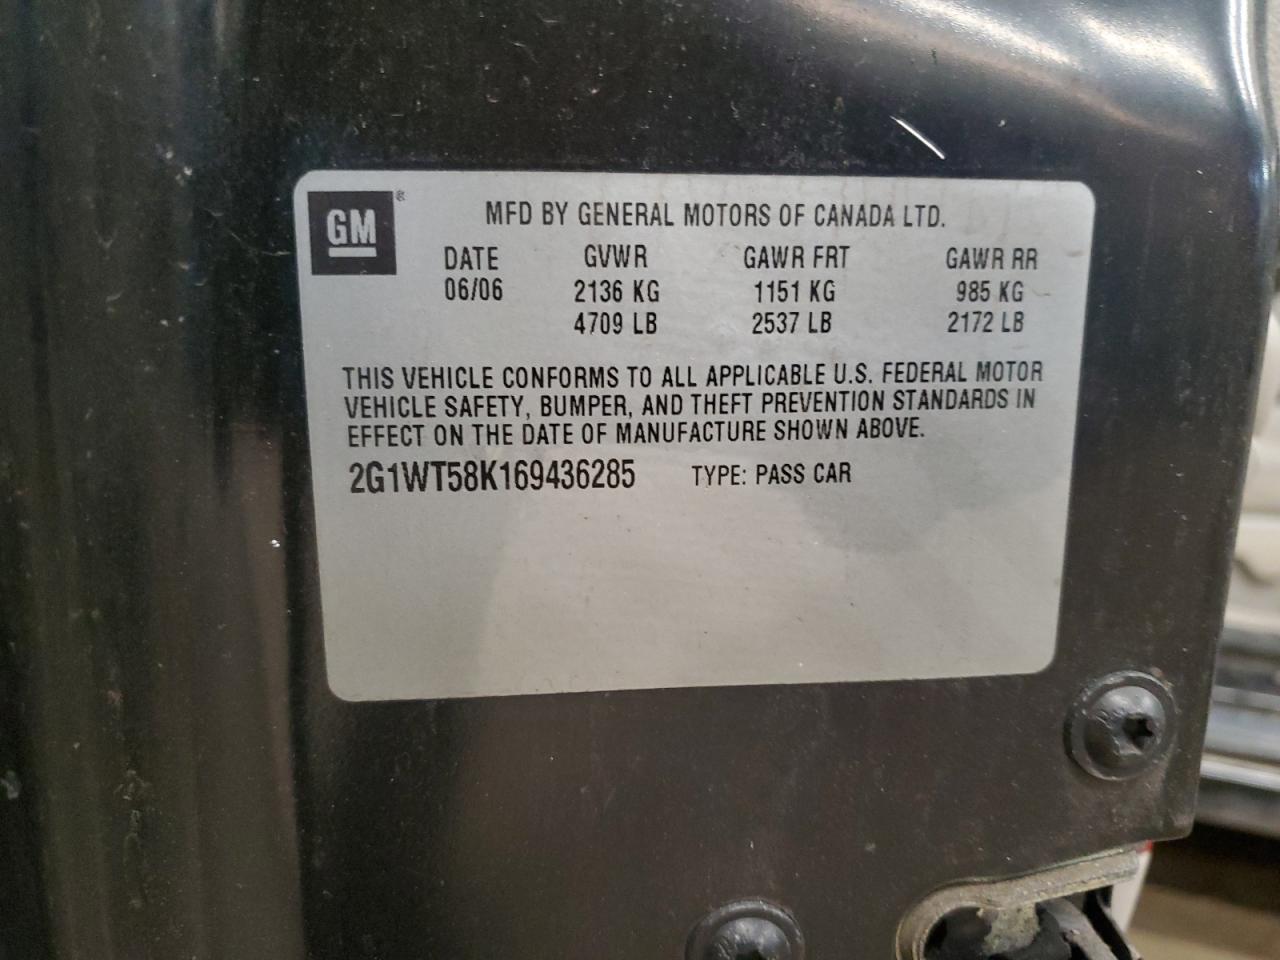 GM®
MFD BY GENERAL MOTORS OF CANADA LTD.
DATE GVWR GAWR FRT GAWR RR
06/06 2136 KG 1151 KG 985 KG
4709 LB 2537 LB 2172 LB
THIS VEHICLE CONFORMS TO ALL APPLICABLE U.S. FEDERAL MOTOR
VEHICLE SAFETY, BUMPER, AND THEFT PREVENTION STANDARDS IN
EFFECT ON THE DATE OF MANUFACTURE SHOWN ABOVE.
2G1WT58K169436285 TYPE: PASS CAR